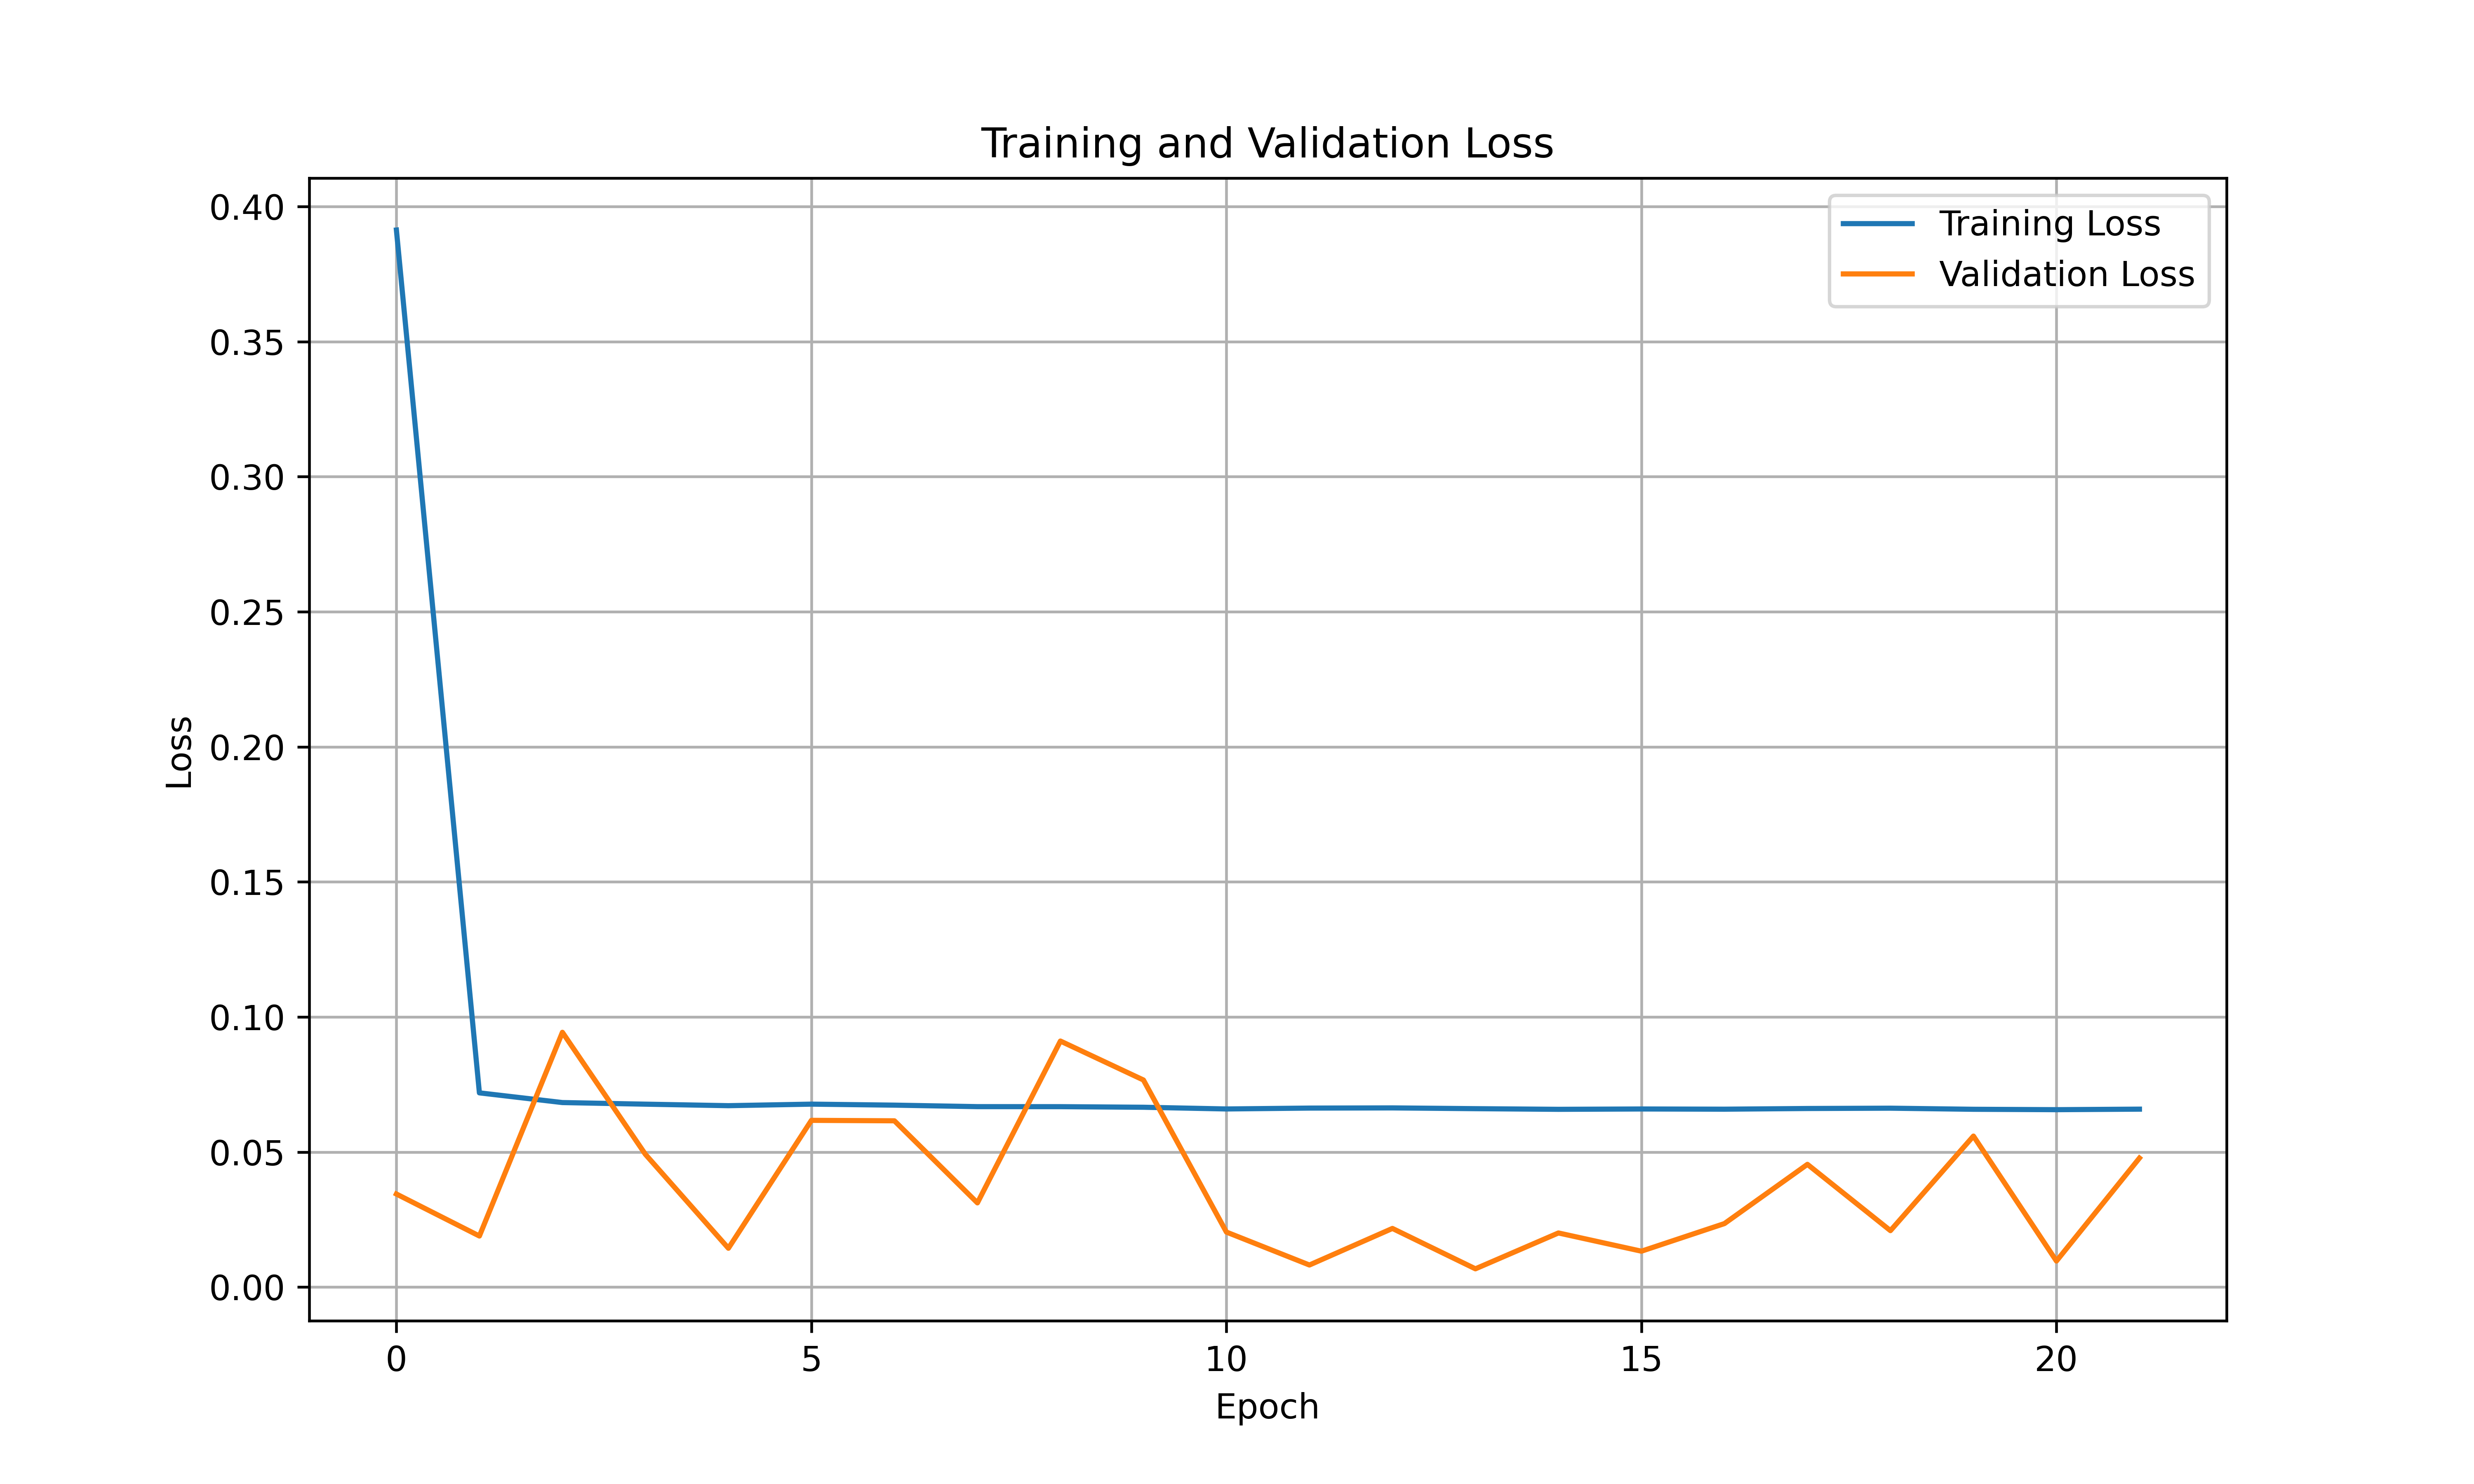 Training and Validation Loss
Training Loss
Validation Loss
0.40
0.35
0.30
0.25
0.20
0.15
0.10
0.05
0.00
Loss
0 5 10 15 20
Epoch